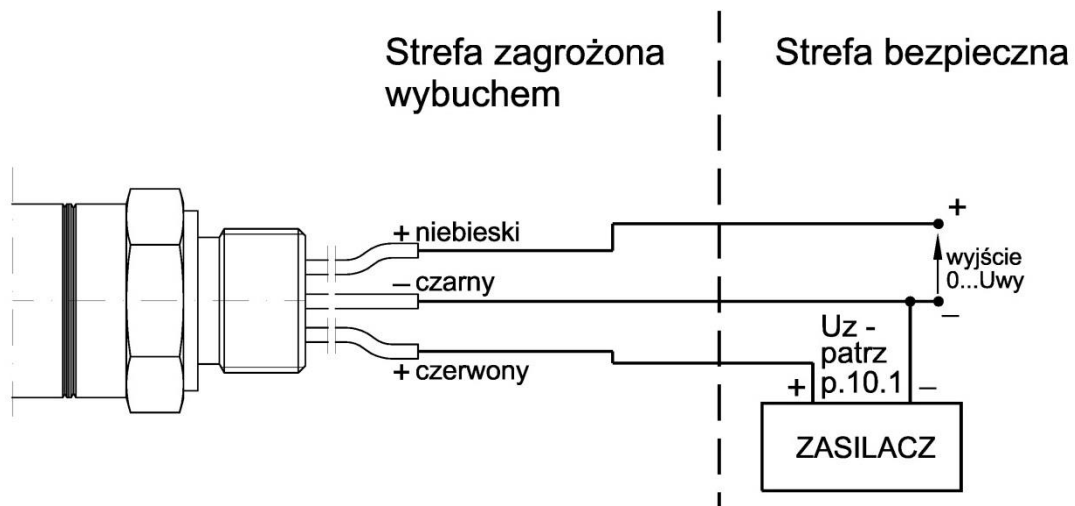 Strefa zagrożona
wybuchem
Strefa bezpieczna
+ niebieski
+
wyjście
0...Uwy
– czarny
–
Uz -
patrz
p.10.1
+ czerwony
+
–
ZASILACZ